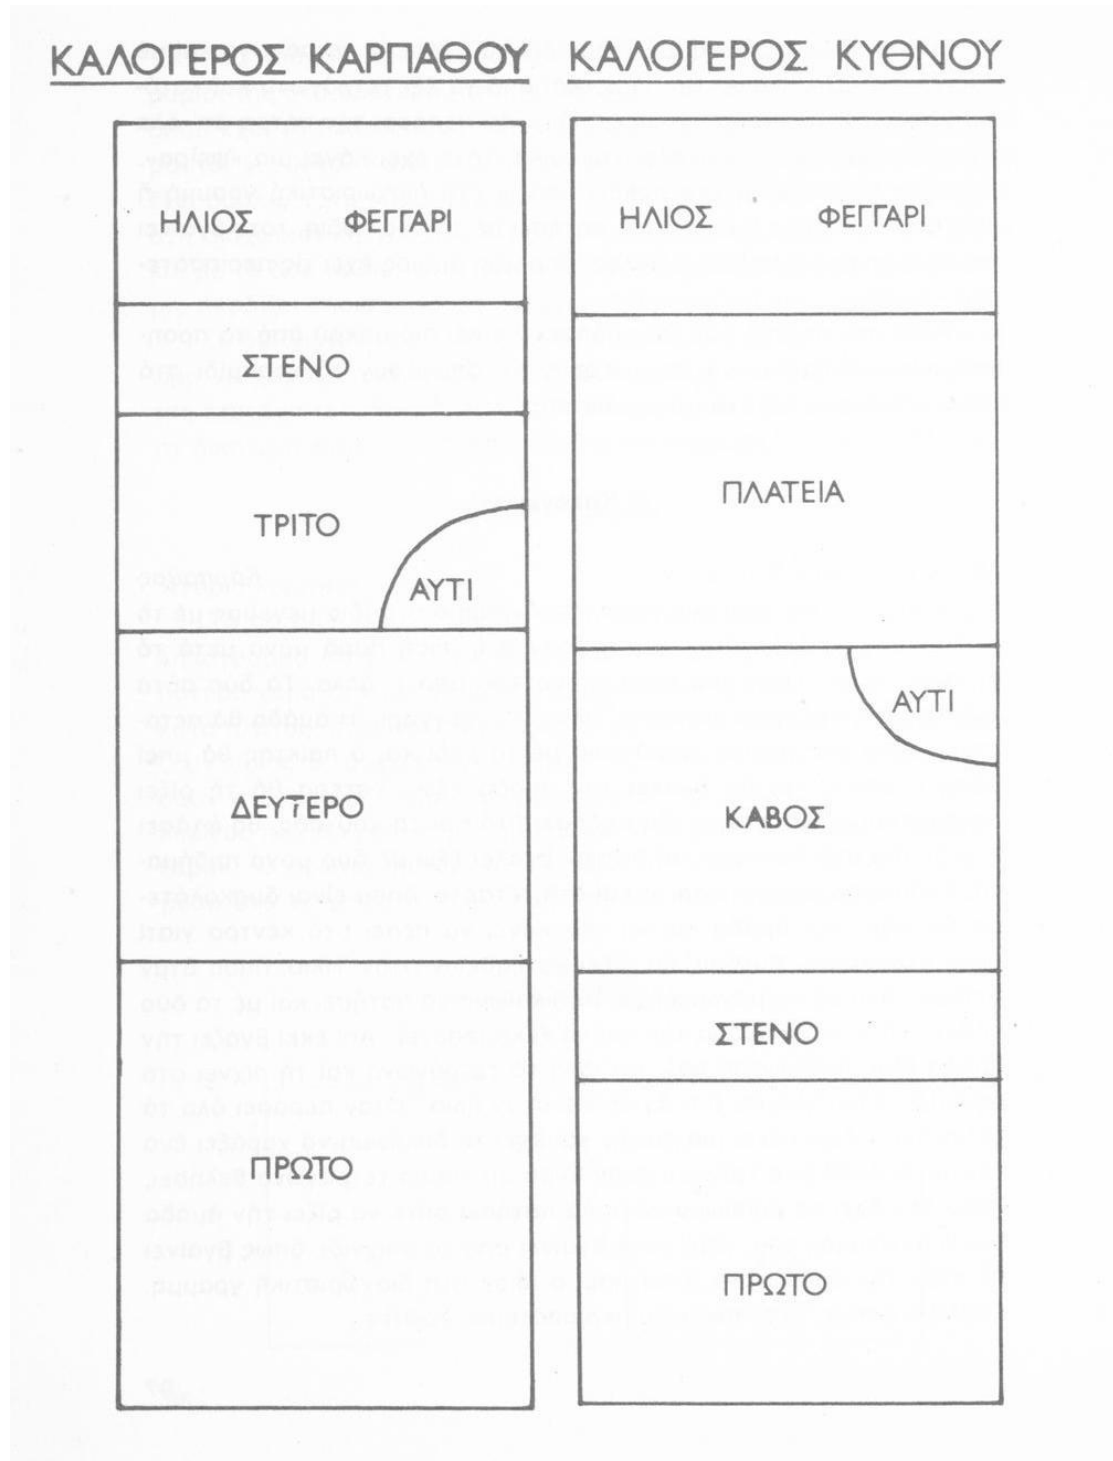 ΚΑΛΟΓΕΡΟΣ ΚΑΡΠΑΘΟΥ
ΗΛΙΟΣ ΦΕΓΓΑΡΙ
ΣΤΕΝΟ
ΤΡΙΤΟ
ΑΥΤΙ
ΔΕΥΤΕΡΟ
ΠΡΩΤΟ
ΚΑΛΟΓΕΡΟΣ ΚΥΘΝΟΥ
ΗΛΙΟΣ ΦΕΓΓΑΡΙ
ΠΛΑΤΕΙΑ
ΑΥΤΙ
ΚΑΒΟΣ
ΣΤΕΝΟ
ΠΡΩΤΟ